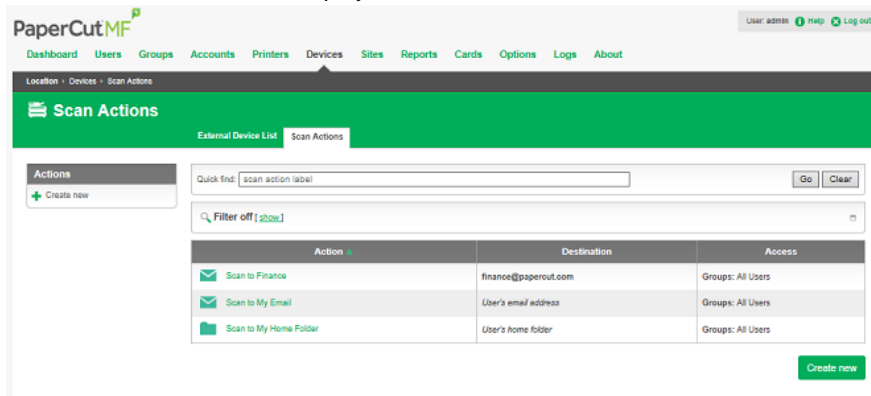 PaperCutMF
User: admin Help Log out
Dashboard Users Groups Accounts Printers Devices Sites Reports Cards Options Logs About
Location › Devices › Scan Actions
Scan Actions
External Device List Scan Actions
Actions
Create new
Quick find: scan action label Go Clear
Filter off [ show ]
Action Destination Access
Scan to Finance finance@papercut.com Groups: All Users
Scan to My Email User's email address Groups: All Users
Scan to My Home Folder User's home folder Groups: All Users
Create new